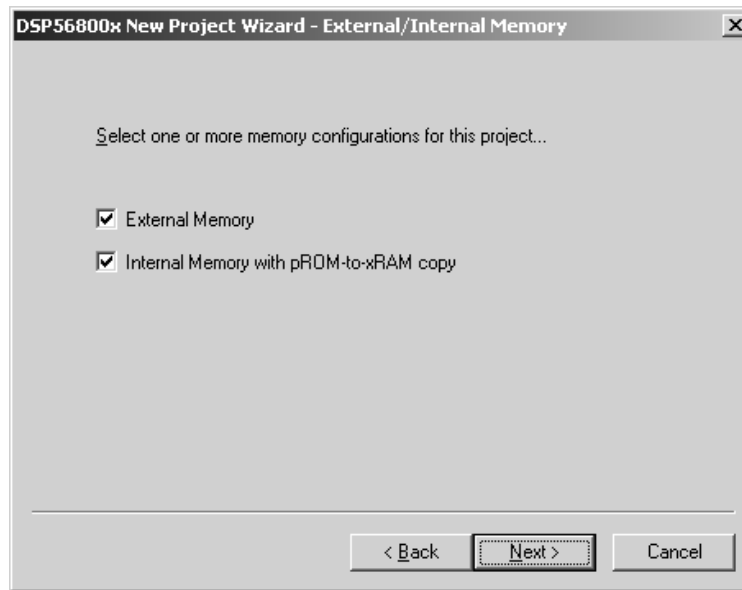 DSP56800x New Project Wizard - External/Internal Memory
Select one or more memory configurations for this project...
External Memory
Internal Memory with pROM-to-xRAM copy
< Back
Next >
Cancel